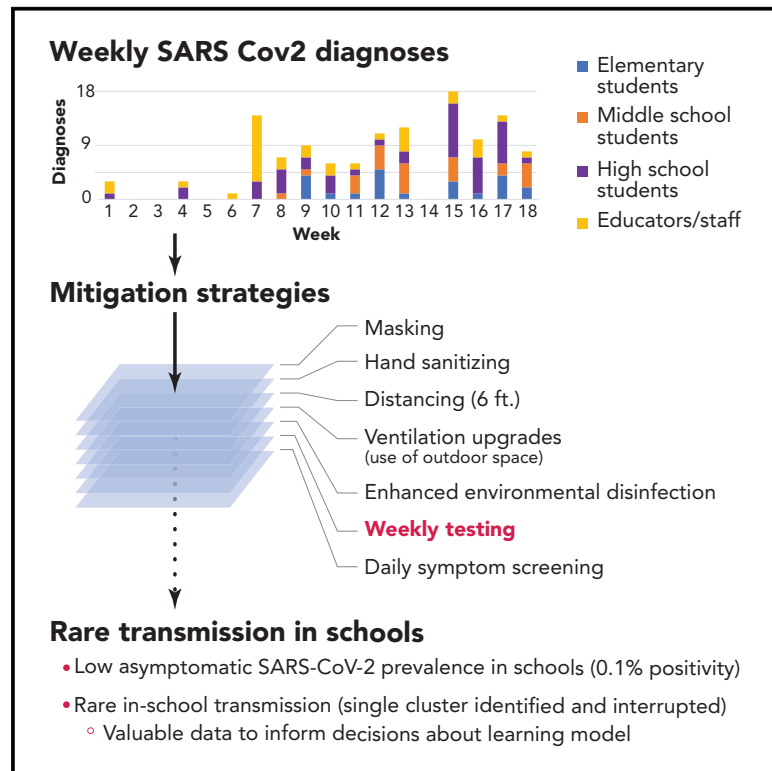 Weekly SARS Cov2 diagnoses
18
9
0
Diagnoses
1 2 3 4 5 6 7 8 9 10 11 12 13 14 15 16 17 18
Week
Elementary
students
Middle school
students
High school
students
Educators/staff
Mitigation strategies
Masking
Hand sanitizing
Distancing (6 ft.)
Ventilation upgrades
(use of outdoor space)
Enhanced environmental disinfection
Weekly testing
Daily symptom screening
Rare transmission in schools
• Low asymptomatic SARS-CoV-2 prevalence in schools (0.1% positivity)
• Rare in-school transmission (single cluster identified and interrupted)
○ Valuable data to inform decisions about learning model